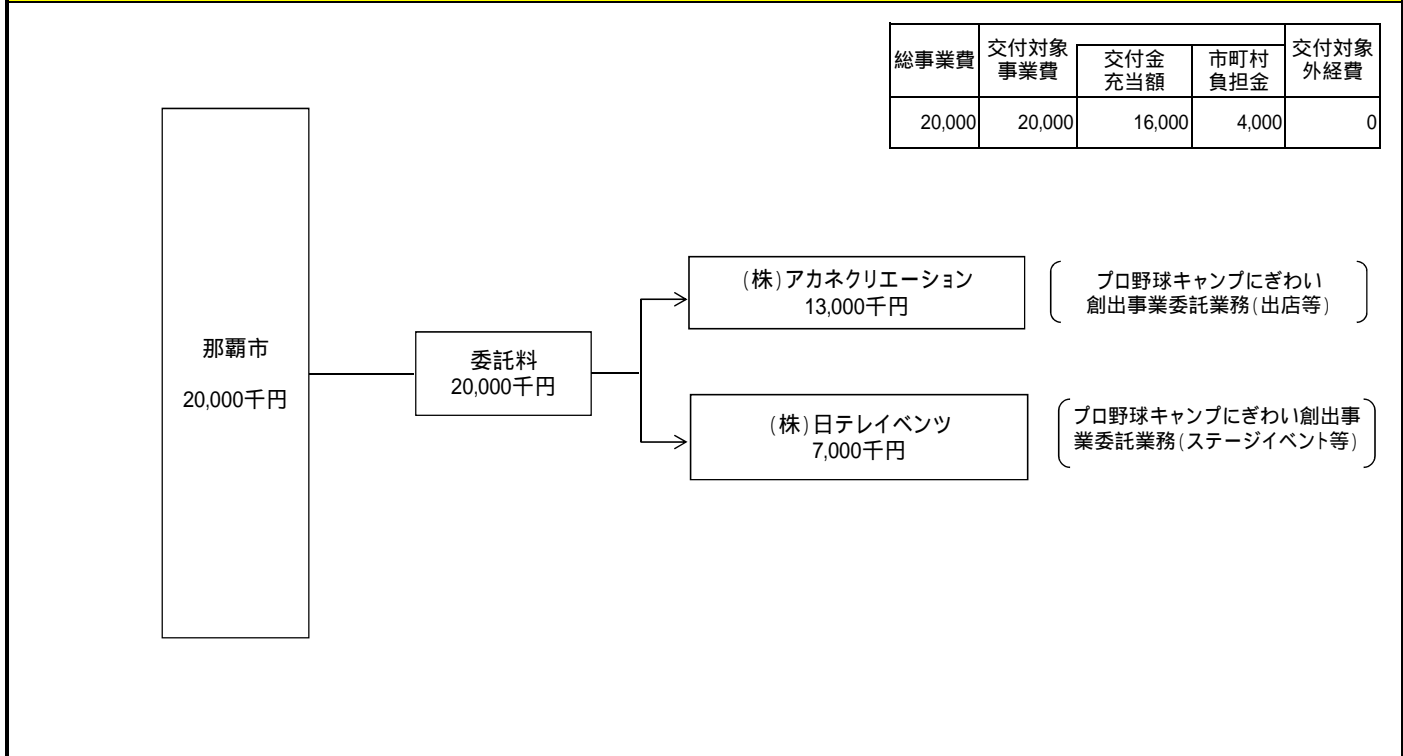 総事業費
交付対象
事業費
交付金
充当額
市町村
負担金
交付対象
外経費
20,000
20,000
16,000
4,000
0
那覇市
20,000千円
委託料
20,000千円
(株)アカネクリエーション
13,000千円
プロ野球キャンプにぎわい
創出事業委託業務(出店等)
(株)日テレイベンツ
7,000千円
プロ野球キャンプにぎわい創出事
業委託業務(ステージイベント等)